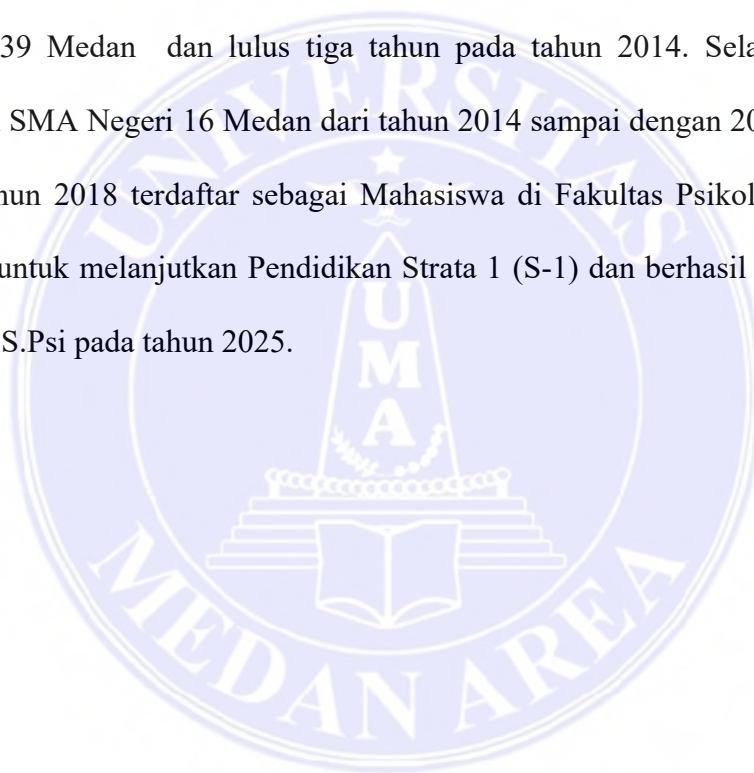 39 Medan dan lulus tiga tahun pada tahun 2014. Sela
SMA Negeri 16 Medan dari tahun 2014 sampai dengan 20
un 2018 terdaftar sebagai Mahasiswa di Fakultas Psikol
untuk melanjutkan Pendidikan Strata 1 (S-1) dan berhasil
S.Psi pada tahun 2025.
UNIVERSITAS
UMA
MEDAN AREA